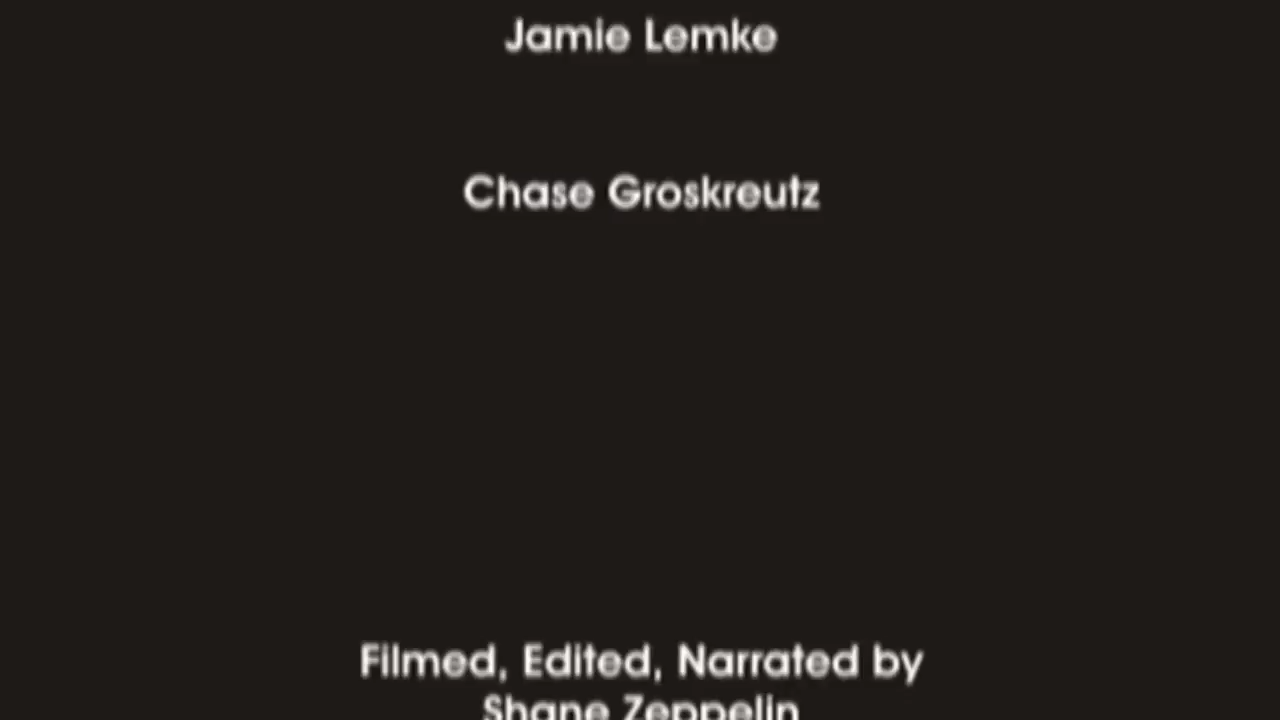 Jamie Lemke
Chase Groskreutz
Filmed, Edited, Narrated by
Shane Zeppelin